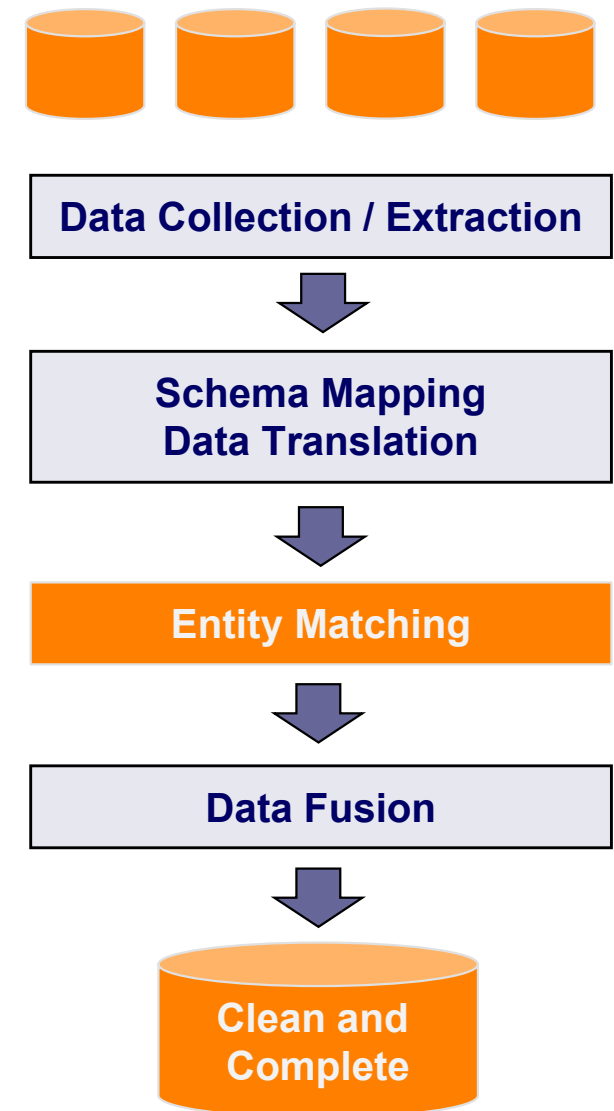 Data Collection / Extraction
Schema Mapping
Data Translation
Entity Matching
Data Fusion
Clean and
Complete